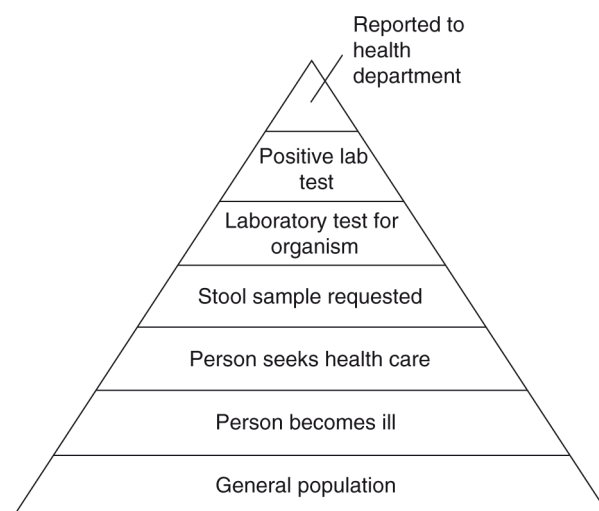 Reported to
health
department
Positive lab
test
Laboratory test for
organism
Stool sample requested
Person seeks health care
Person becomes ill
General population